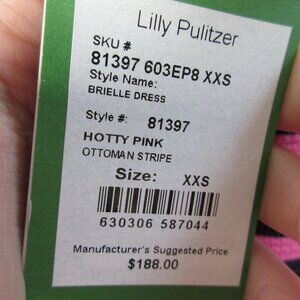 Lilly Pulitzer
SKU #
81397 603EP8 XXS
Style Name:
BRIELLE DRESS
Style #: 81397
HOTTY PINK
OTTOMAN STRIPE
Size: XXS
630306 587044
Manufacturer's Suggested Price
$188.00